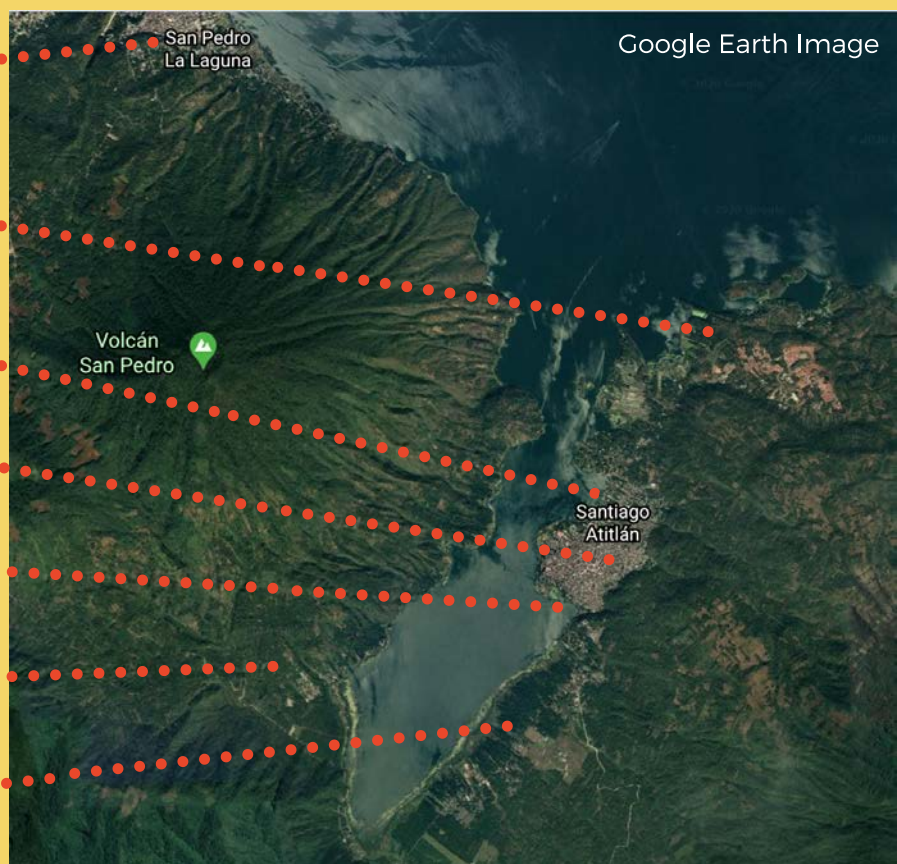 San Pedro
La Laguna
Google Earth Image
Volcán
San Pedro
Santiago
Atitlán